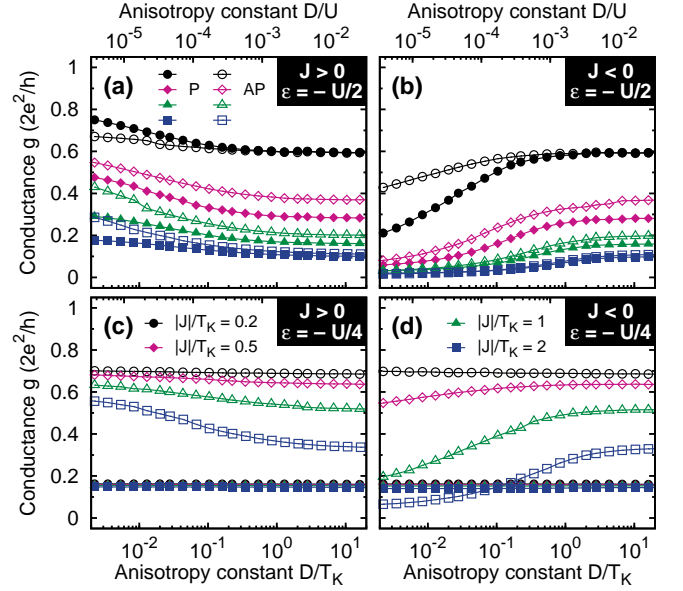 Anisotropy constant D/U
Anisotropy constant D/U
10⁻⁵ 10⁻⁴ 10⁻³ 10⁻²
10⁻⁵ 10⁻⁴ 10⁻³ 10⁻²
Conductance g (2e²/h)
1
0.8
0.6
0.4
0.2
0
(a)
P
AP
J > 0
ε = − U/2
(b)
J < 0
ε = − U/2
Conductance g (2e²/h)
1
0.8
0.6
0.4
0.2
0
(c)
|J|/T_K = 0.2
|J|/T_K = 0.5
J > 0
ε = − U/4
(d)
|J|/T_K = 1
|J|/T_K = 2
J < 0
ε = − U/4
10⁻² 10⁻¹ 10⁰ 10¹
10⁻² 10⁻¹ 10⁰ 10¹
Anisotropy constant D/T_K
Anisotropy constant D/T_K